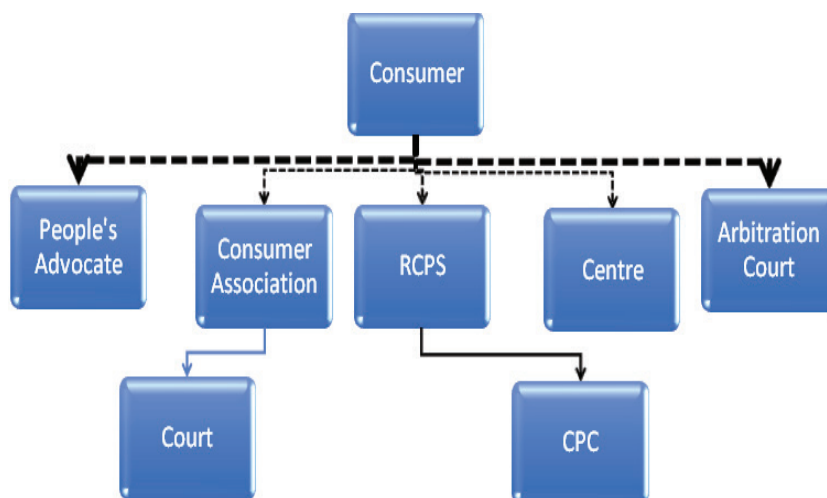 Consumer
People's
Advocate
Consumer
Association
RCPS
Centre
Arbitration
Court
Court
CPC